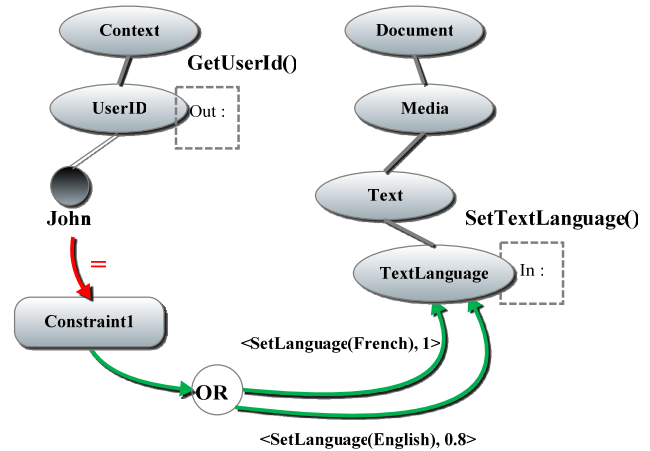 Context
Document
GetUserId()
UserID
Out :
Media
Text
John
SetTextLanguage()
TextLanguage
In :
=
Constraint1
<SetLanguage(French), 1>
OR
<SetLanguage(English), 0.8>